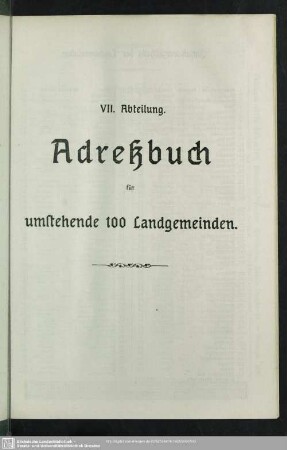 VII. Abteilung.
Adreßbuch
für
umstehende 100 Landgemeinden.